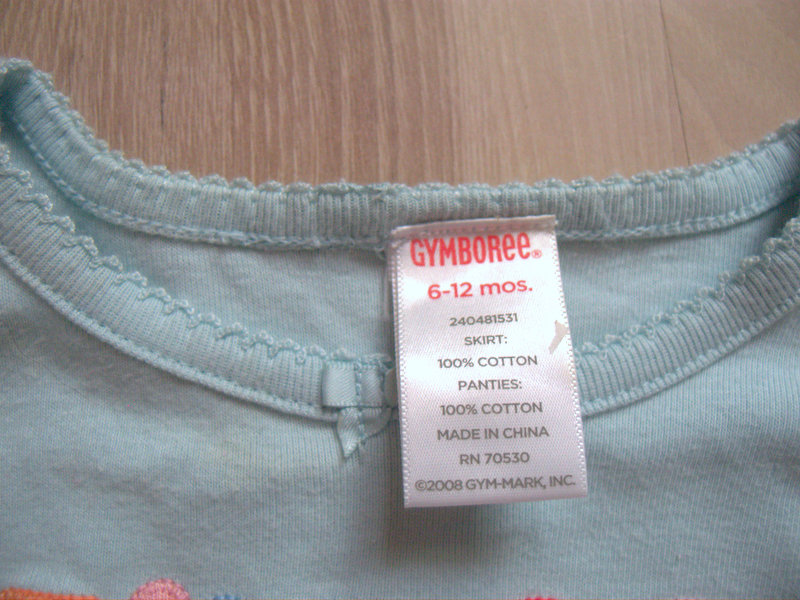 GYMBOREE®
6-12 mos.
240481531
SKIRT:
100% COTTON
PANTIES:
100% COTTON
MADE IN CHINA
RN 70530
©2008 GYM-MARK, INC.